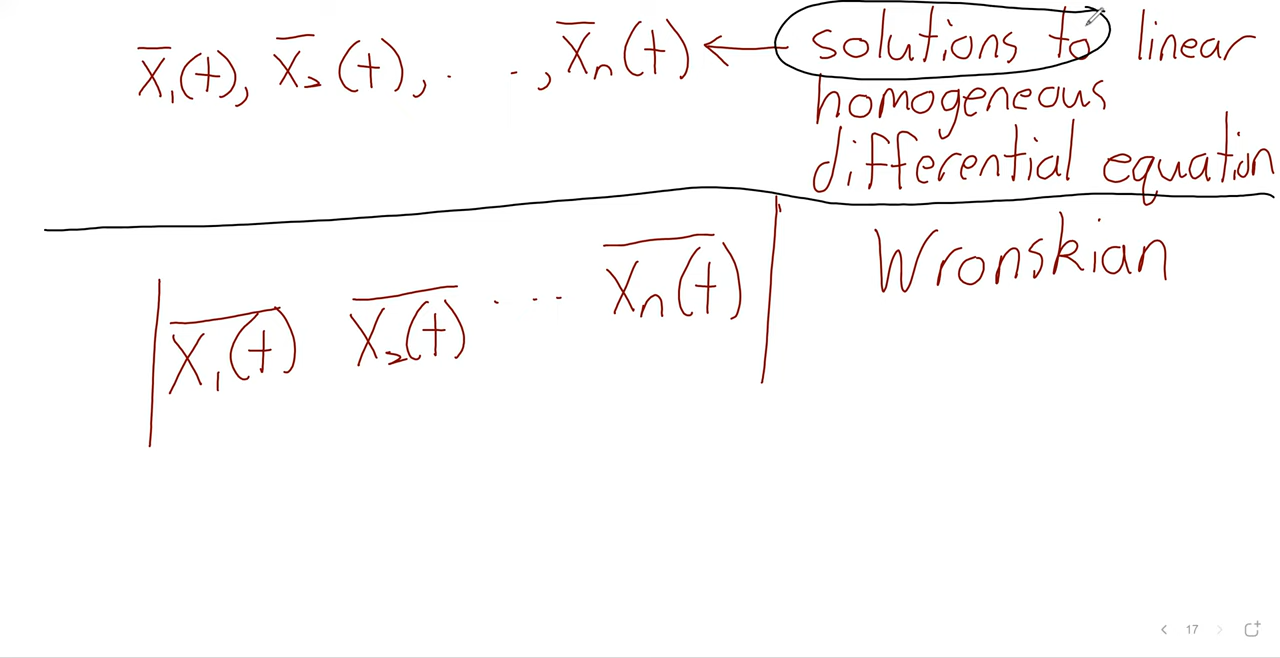 x̅₁(t), x̅₂(t), . . ., x̅ₙ(t) ← solutions to linear
homogeneous
differential equation
Wronskian
| x̅₁(t) x̅₂(t) . . . x̅ₙ(t) |
17